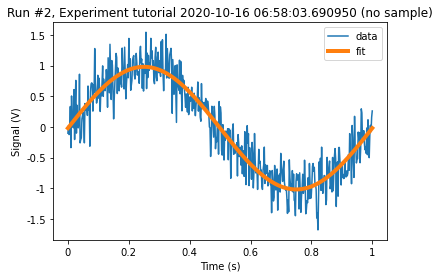 Run #2, Experiment tutorial 2020-10-16 06:58:03.690950 (no sample)
data
fit
Signal (V)
1.5
1
0.5
0
-0.5
-1
-1.5
0
0.2
0.4
0.6
0.8
1
Time (s)